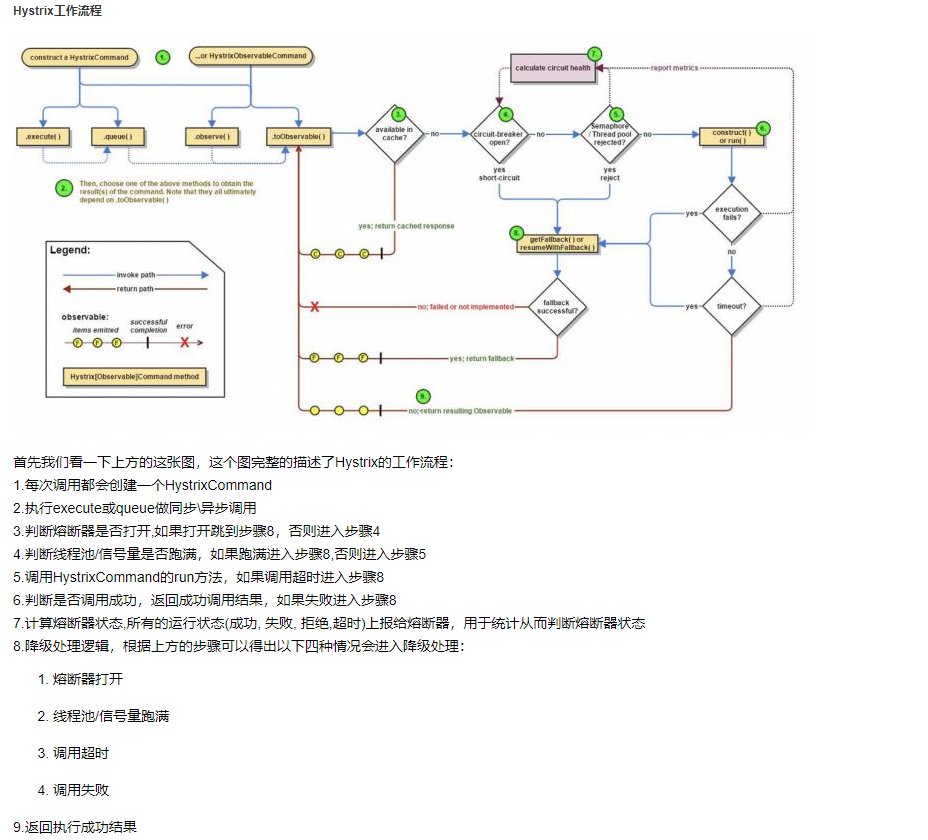 Hystrix工作流程
construct a HystrixCommand
1.
...or HystrixObservableCommand
7.
calculate circuit health
report metrics
.execute( )
.queue( )
.observe( )
.toObservable( )
3.
available in
cache?
no
4.
circuit-breaker
open?
no
5.
Semaphore
/ Thread pool
rejected?
no
6.
construct( )
or run( )
yes
short-circuit
yes
reject
2.
Then, choose one of the above methods to obtain the
result(s) of the command. Note that they all ultimately
depend on .toObservable( )
yes
execution
fails?
no
yes; return cached response
8.
getFallback( ) or
resumeWithFallback( )
C C C
Legend:
invoke path
return path
observable:
items emitted
successful
completion
error
F F F
Hystrix[Observable]Command method
no; failed or not implemented
fallback
successful?
yes
timeout?
F F F
yes; return fallback
9.
no; return resulting Observable
首先我们看一下上方的这张图，这个图完整的描述了Hystrix的工作流程：
1.每次调用都会创建一个HystrixCommand
2.执行execute或queue做同步\异步调用
3.判断熔断器是否打开,如果打开跳到步骤8，否则进入步骤4
4.判断线程池/信号量是否跑满，如果跑满进入步骤8,否则进入步骤5
5.调用HystrixCommand的run方法，如果调用超时进入步骤8
6.判断是否调用成功，返回成功调用结果，如果失败进入步骤8
7.计算熔断器状态,所有的运行状态(成功, 失败, 拒绝,超时)上报给熔断器，用于统计从而判断熔断器状态
8.降级处理逻辑，根据上方的步骤可以得出以下四种情况会进入降级处理：
1. 熔断器打开
2. 线程池/信号量跑满
3. 调用超时
4. 调用失败
9.返回执行成功结果